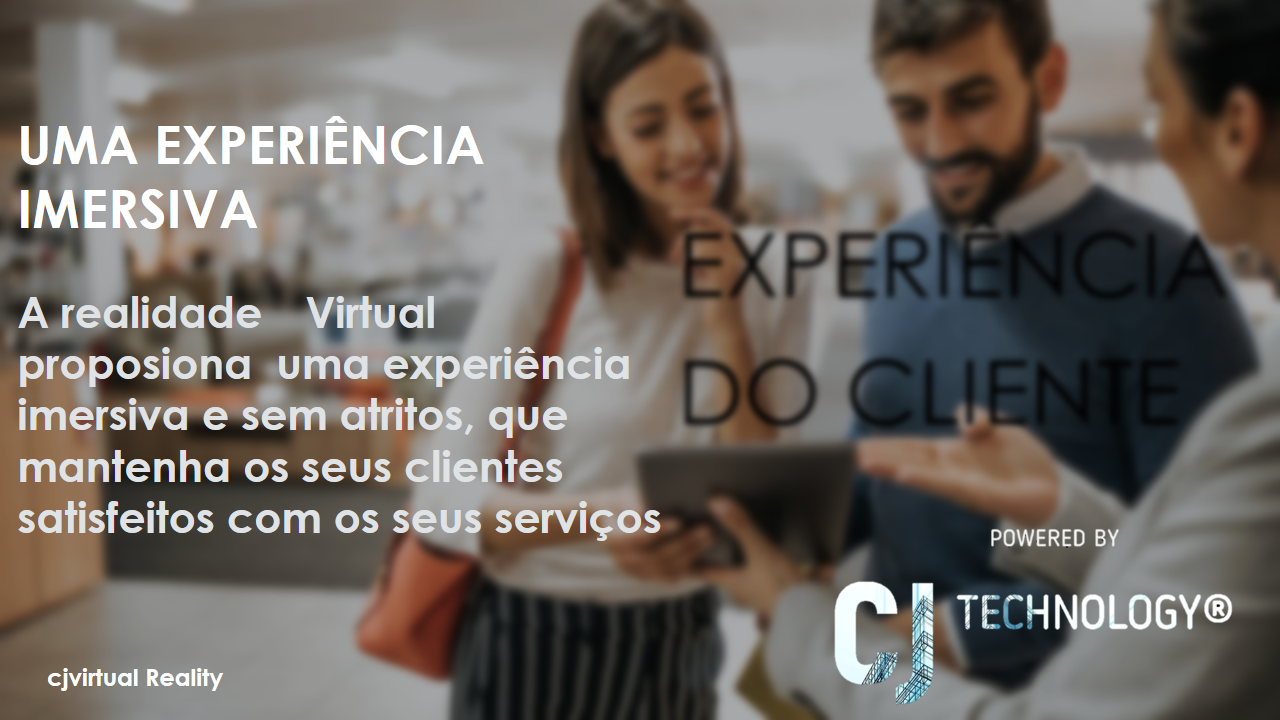 UMA EXPERIÊNCIA
IMERSIVA
A realidade    Virtual
proposiona  uma experiência
imersiva e sem atritos, que
mantenha os seus clientes
satisfeitos com os seus serviços
EXPERIÊNCIA
DO CLIENTE
POWERED BY
CJ TECHNOLOGY®
cjvirtual Reality